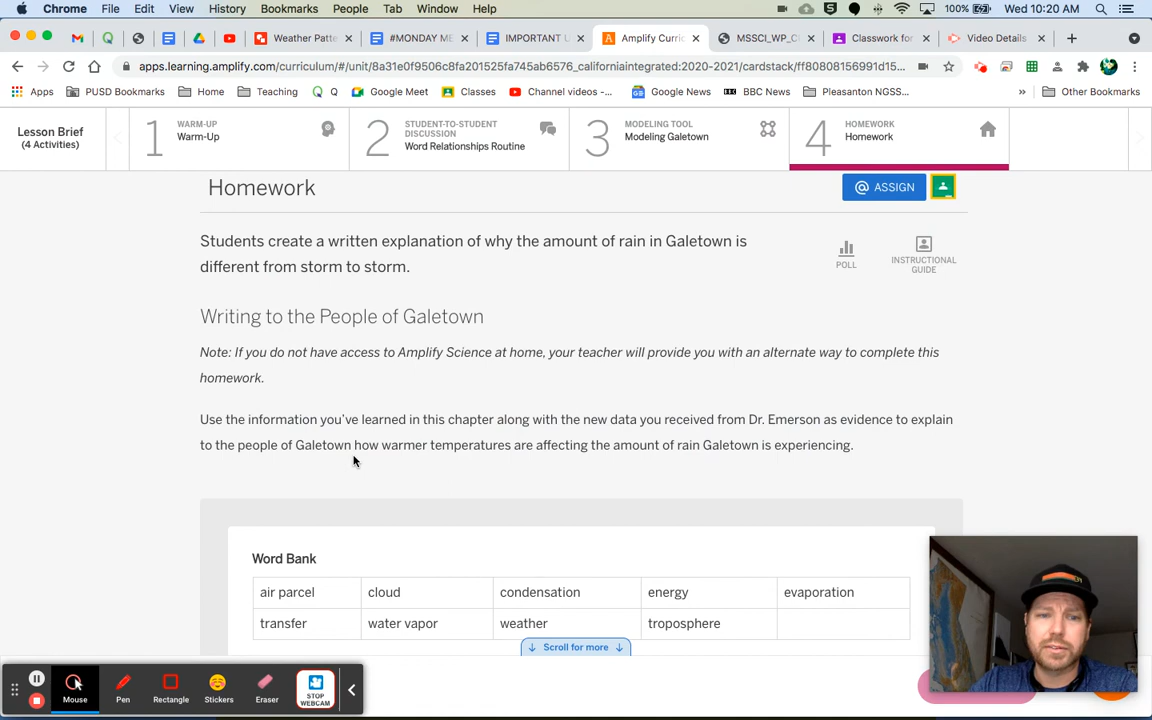 Chrome File Edit View History Bookmarks People Tab Window Help 100% Wed 10:20 AM
Weather Patte #MONDAY ME IMPORTANT U Amplify Curric MSSCI_WP_C Classwork for Video Details
apps.learning.amplify.com/curriculum/#/unit/8a31e0f9506c8fa201525fa745ab6576_californiaintegrated:2020-2021/cardstack/ff80808156991d15...
Apps PUSD Bookmarks Home Teaching Q Google Meet Classes Channel videos -... Google News BBC News Pleasanton NGSS... » Other Bookmarks
Lesson Brief
(4 Activities)
1 WARM-UP
Warm-Up
2 STUDENT-TO-STUDENT
DISCUSSION
Word Relationships Routine
3 MODELING TOOL
Modeling Galetown
4 HOMEWORK
Homework
Homework
ASSIGN
Students create a written explanation of why the amount of rain in Galetown is
different from storm to storm.
POLL
INSTRUCTIONAL
GUIDE
Writing to the People of Galetown
Note: If you do not have access to Amplify Science at home, your teacher will provide you with an alternate way to complete this
homework.
Use the information you've learned in this chapter along with the new data you received from Dr. Emerson as evidence to explain
to the people of Galetown how warmer temperatures are affecting the amount of rain Galetown is experiencing.
Word Bank
air parcel cloud condensation energy evaporation
transfer water vapor weather troposphere
Scroll for more
Mouse Pen Rectangle Stickers Eraser STOP
WEBCAM